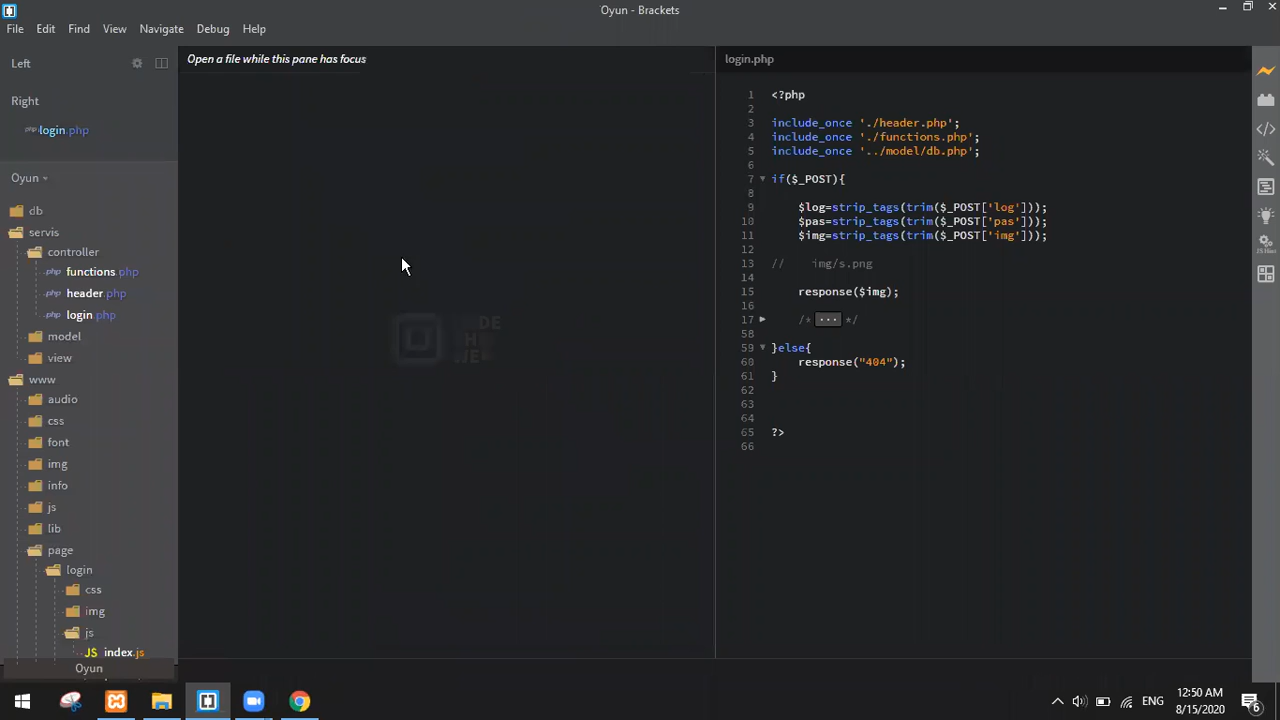 Oyun - Brackets
File Edit Find View Navigate Debug Help
Left
Right
login.php
Oyun
db
servis
controller
php functions.php
php header.php
php login.php
model
view
www
audio
css
font
img
info
js
lib
page
login
css
img
js
JS index.js
Oyun
Open a file while this pane has focus
login.php
1 <?php
2
3 include_once './header.php';
4 include_once './functions.php';
5 include_once '../model/db.php';
6
7 if($_POST){
8
9 $log=strip_tags(trim($_POST['log']));
10 $pas=strip_tags(trim($_POST['pas']));
11 $img=strip_tags(trim($_POST['img']));
12
13 // img/s.png
14
15 response($img);
16
17 /* ... */
58
59 }else{
60 response("404");
61 }
62
63
64
65 ?>
66
ENG
12:50 AM
8/15/2020
6